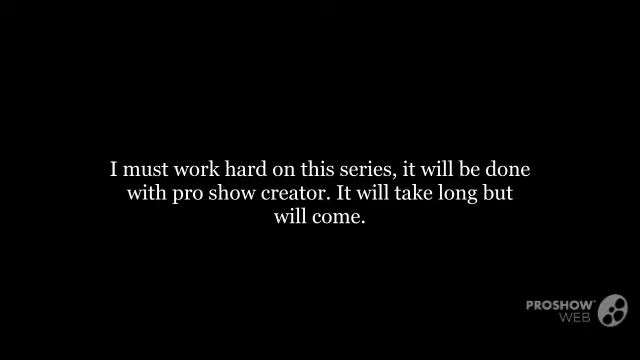 I must work hard on this series, it will be done
with pro show creator. It will take long but
will come.
PROSHOW™
WEB